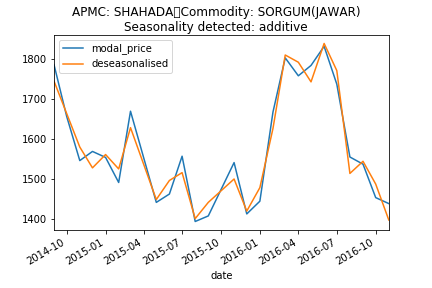 APMC: SHAHADA▯Commodity: SORGUM(JAWAR)
Seasonality detected: additive
modal_price
deseasonalised
1800
1700
1600
1500
1400
2014-10
2015-01
2015-04
2015-07
2015-10
2016-01
2016-04
2016-07
2016-10
date